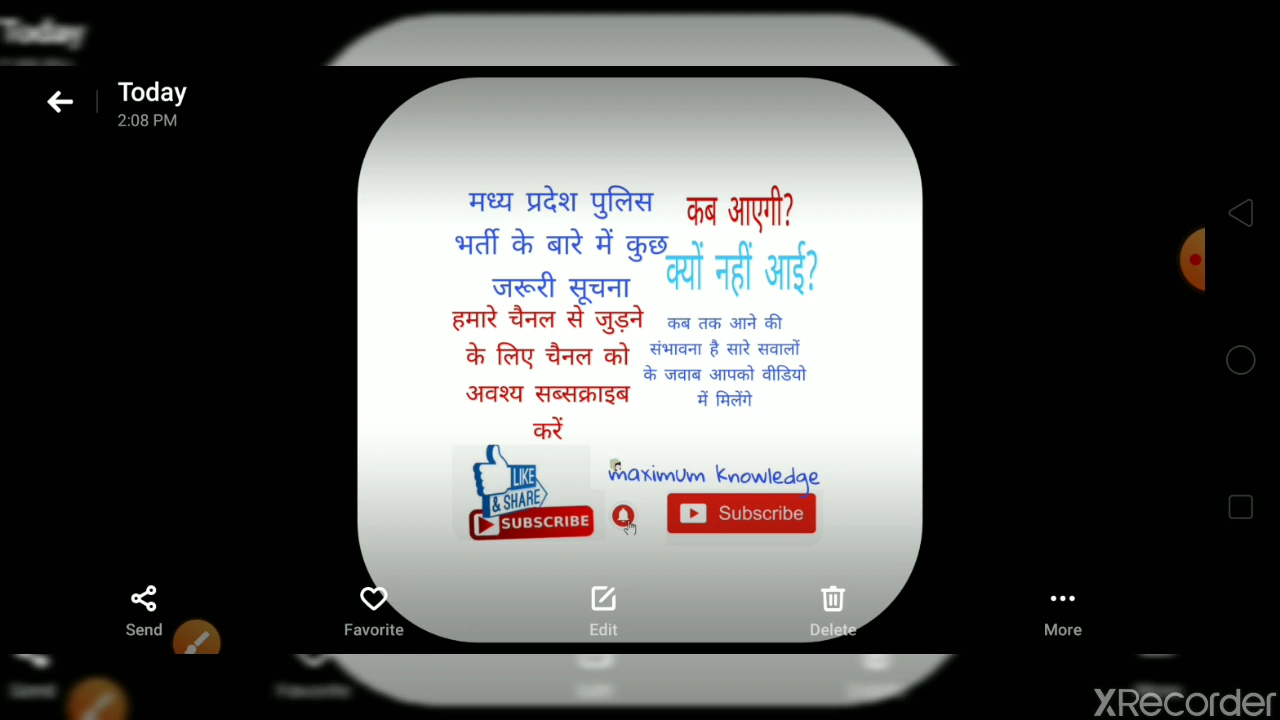 Today
2:08 PM
मध्य प्रदेश पुलिस
भर्ती के बारे में कुछ
जरूरी सूचना
कब आएगी?
क्यों नहीं आई?
हमारे चैनल से जुड़ने
के लिए चैनल को
अवश्य सब्सक्राइब
करें
कब तक आने की
संभावना है सारे सवालों
के जवाब आपको वीडियो
में मिलेंगे
LIKE
& SHARE
SUBSCRIBE
maximum knowledge
Subscribe
Send
Favorite
Edit
Delete
More
Today
XRecorder